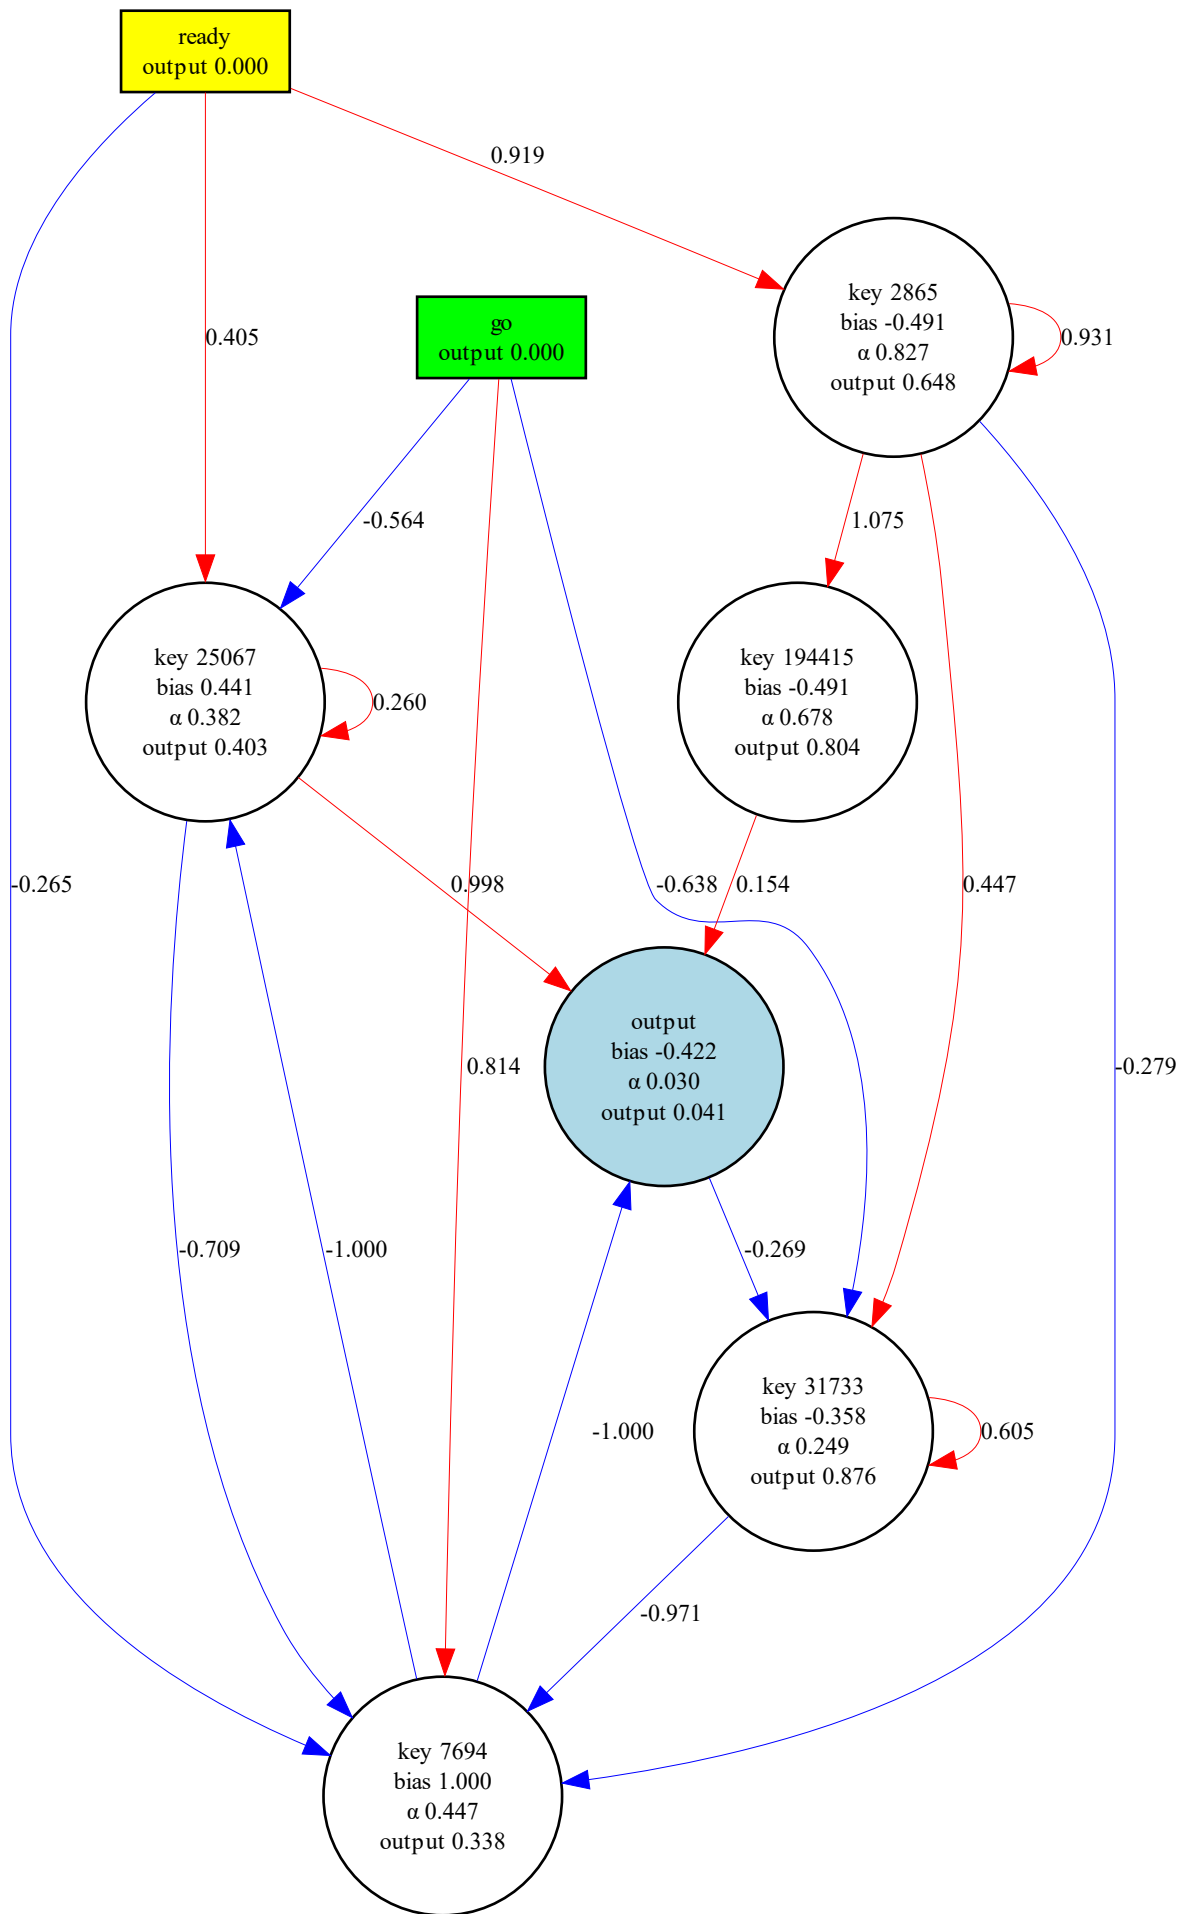 ready
output 0.000
0.919
key 2865
bias -0.491
α 0.827
output 0.648
0.931
go
output 0.000
0.405
-0.564
1.075
key 25067
bias 0.441
α 0.382
output 0.403
0.260
key 194415
bias -0.491
α 0.678
output 0.804
-0.265
0.998
-0.638
0.154
0.447
output
bias -0.422
α 0.030
output 0.041
0.814
-0.279
-0.709
-1.000
-0.269
key 31733
bias -0.358
α 0.249
output 0.876
-1.000
0.605
-0.971
key 7694
bias 1.000
α 0.447
output 0.338